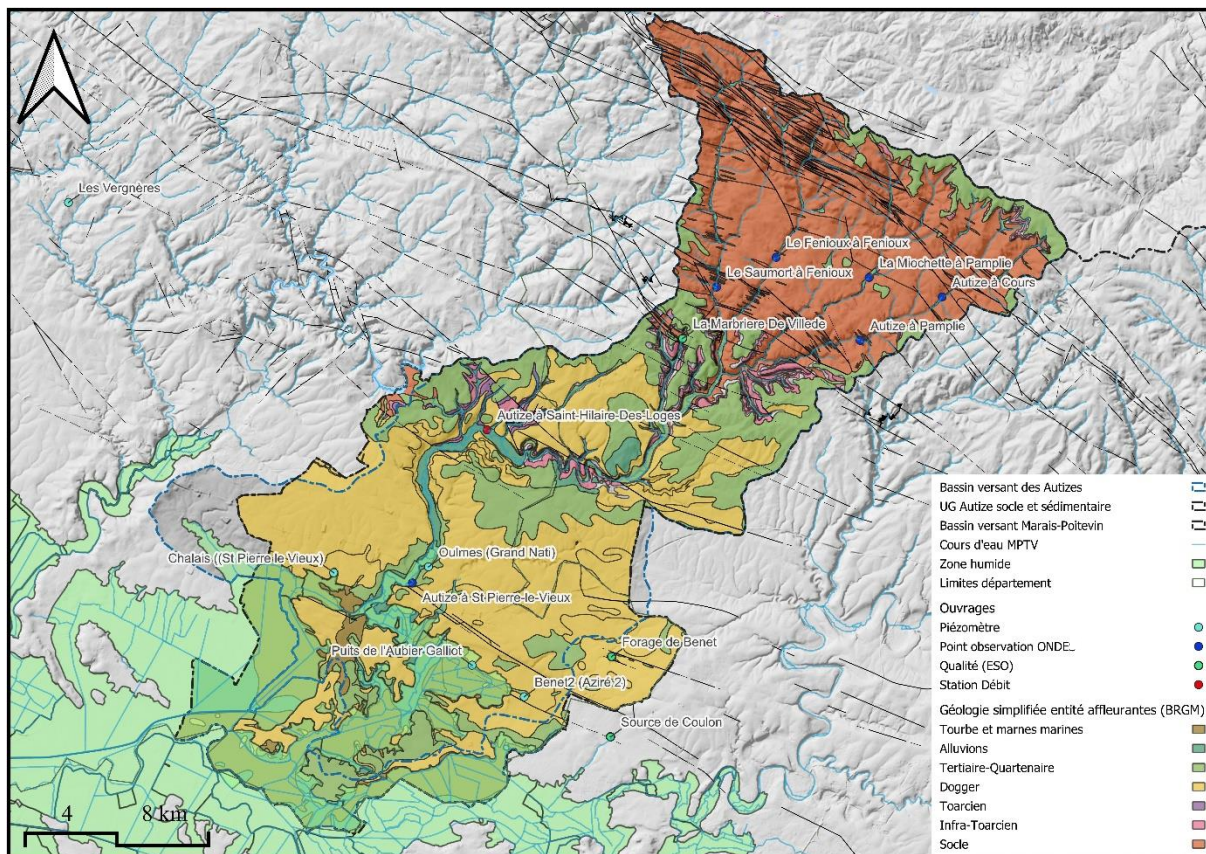 Les Vergnères
Le Fenioux à Fenioux
La Miochette à Pamplie
Le Saumort à Fenioux
Autize à Cours
La Marbriere De Villede
Autize à Pamplie
Autize à Saint-Hilaire-Des-Loges
Chalais ((St Pierre le Vieux)
Oulmes (Grand Nati)
Autize à St-Pierre-le-Vieux
Puits de l'Aubier-Galliot
Forage de Benet
Benet2 (Aziré 2)
Source de Coulon
4 8 km
Bassin versant des Autizes
UG Autize socle et sédimentaire
Bassin versant Marais-Poitevin
Cours d'eau MPTV
Zone humide
Limites département
Ouvrages
Piézomètre
Point observation ONDE
Qualité (ESO)
Station Débit
Géologie simplifiée entité affleurantes (BRGM)
Tourbe et marnes marines
Alluvions
Tertiaire-Quartenaire
Dogger
Toarcien
Infra-Toarcien
Socle